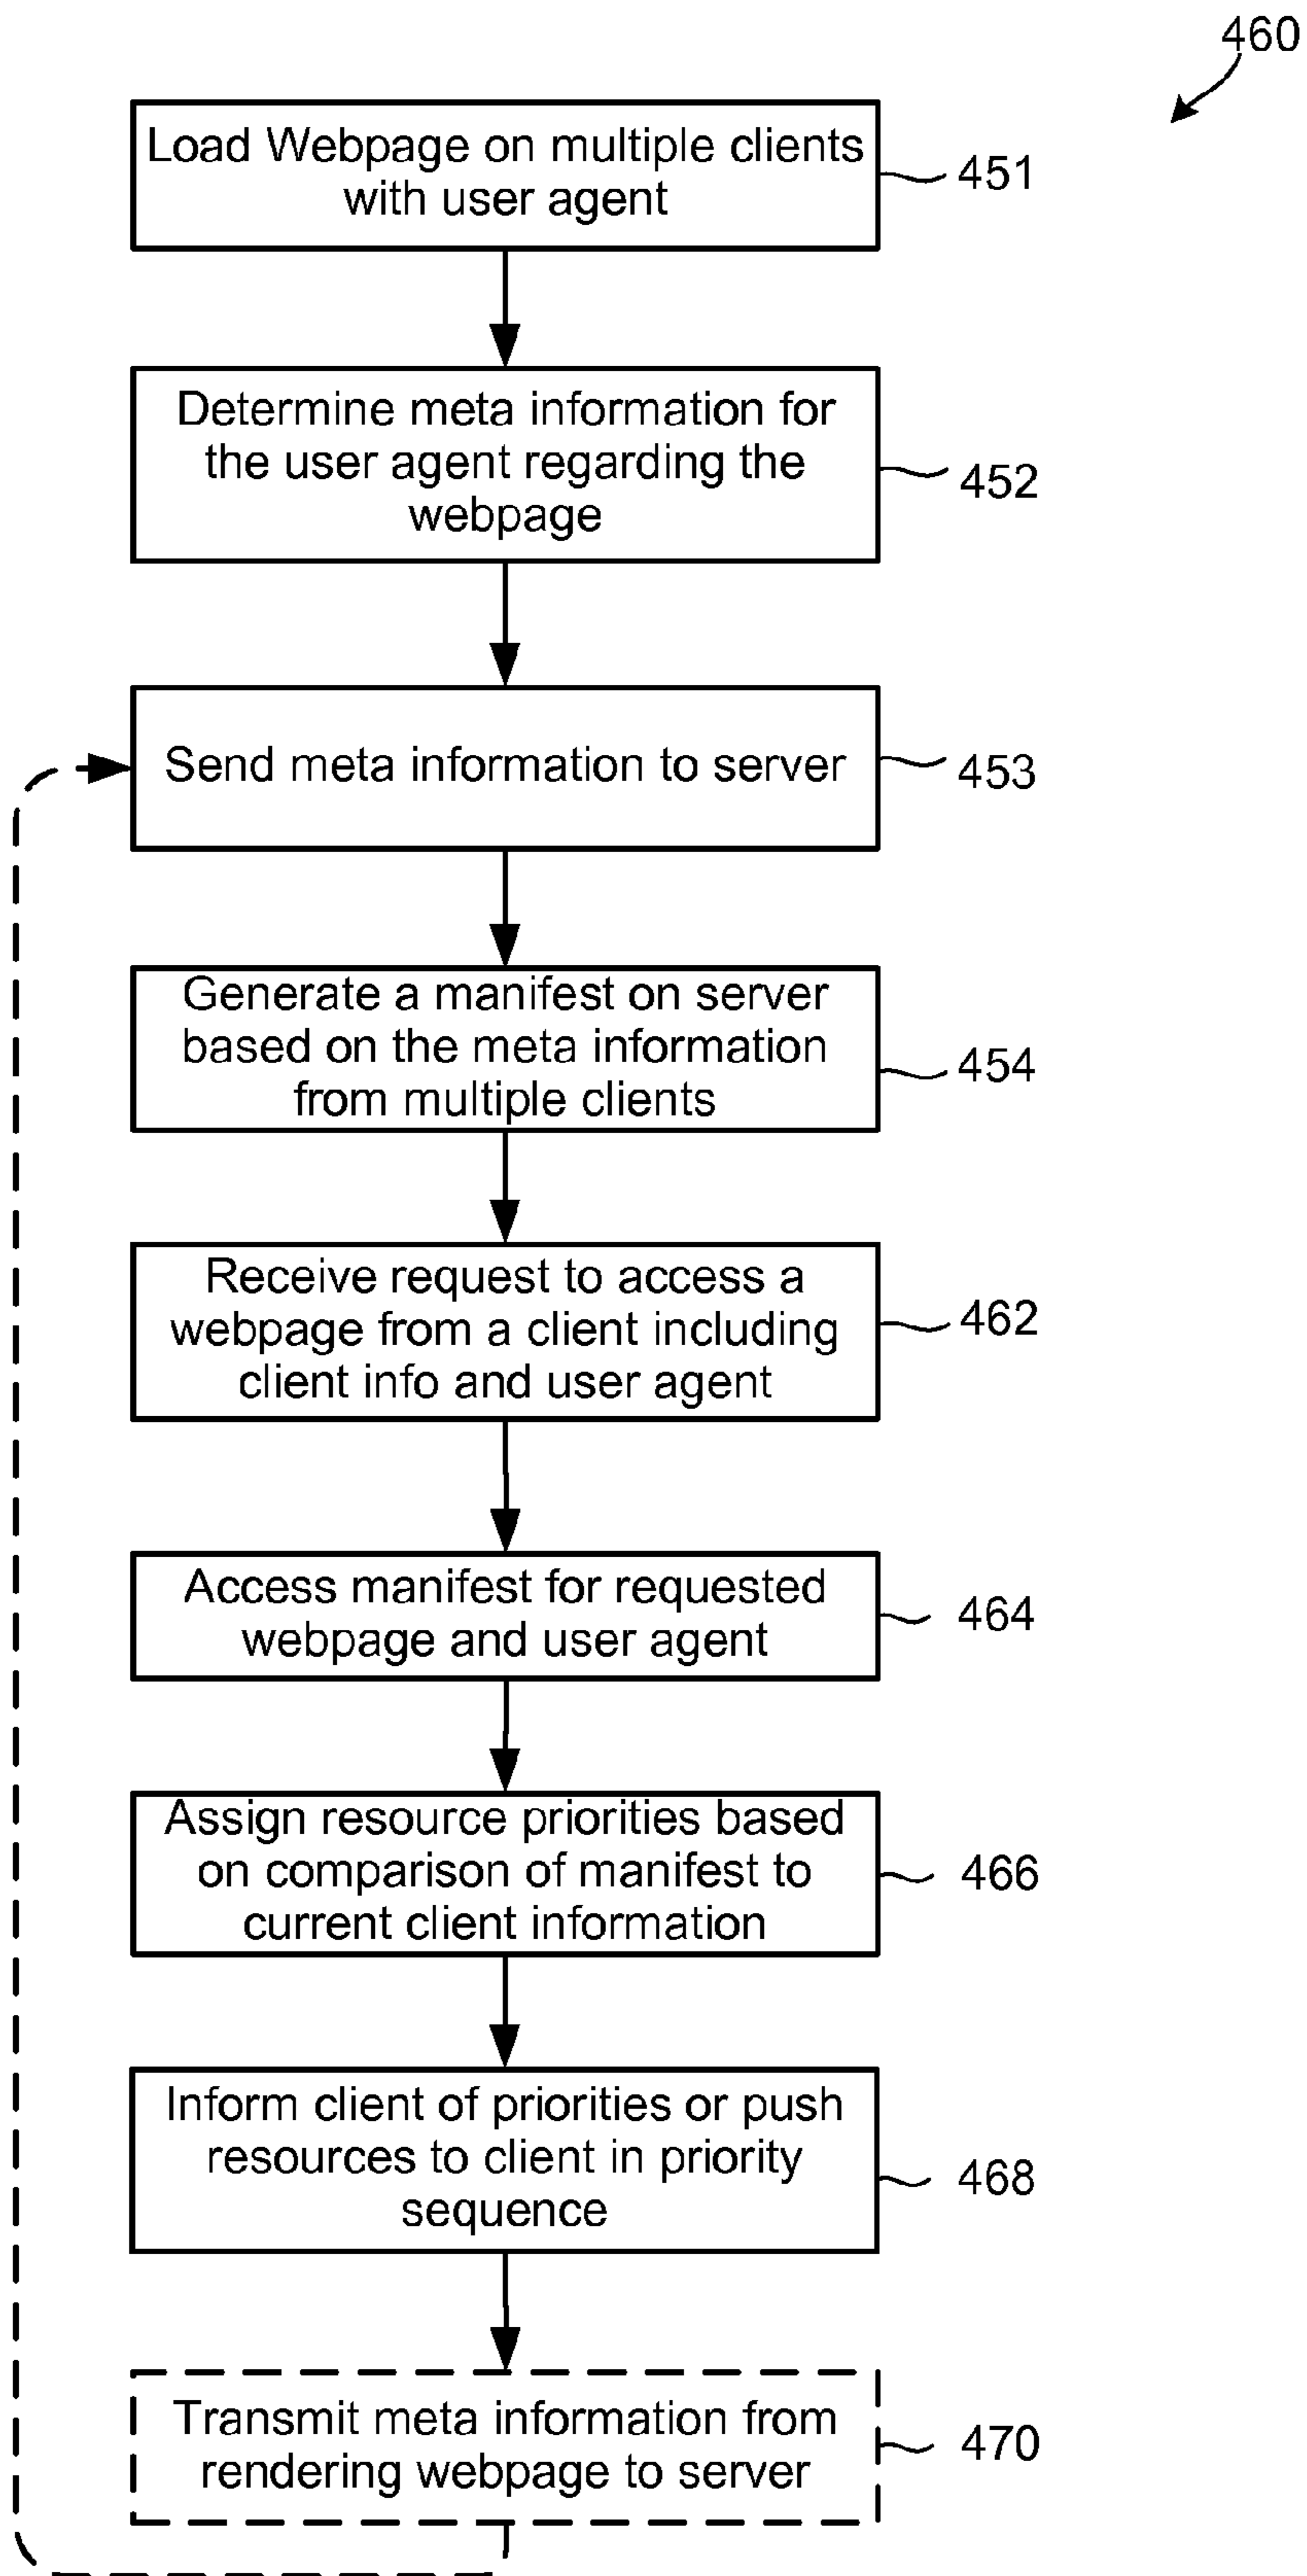 460
Load Webpage on multiple clients
with user agent
451
Determine meta information for
the user agent regarding the
webpage
452
Send meta information to server
453
Generate a manifest on server
based on the meta information
from multiple clients
454
Receive request to access a
webpage from a client including
client info and user agent
462
Access manifest for requested
webpage and user agent
464
Assign resource priorities based
on comparison of manifest to
current client information
466
Inform client of priorities or push
resources to client in priority
sequence
468
Transmit meta information from
rendering webpage to server
470